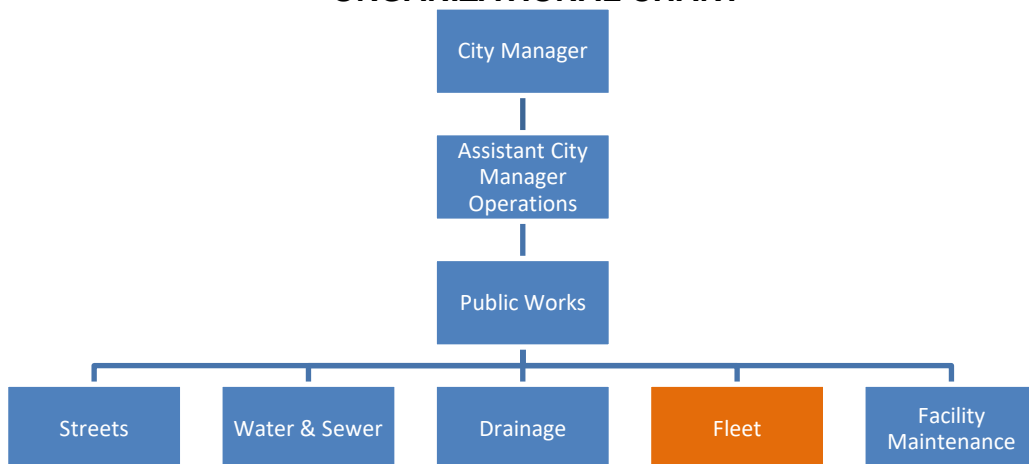 City Manager
Assistant City
Manager
Operations
Public Works
Streets
Water & Sewer
Drainage
Fleet
Facility
Maintenance